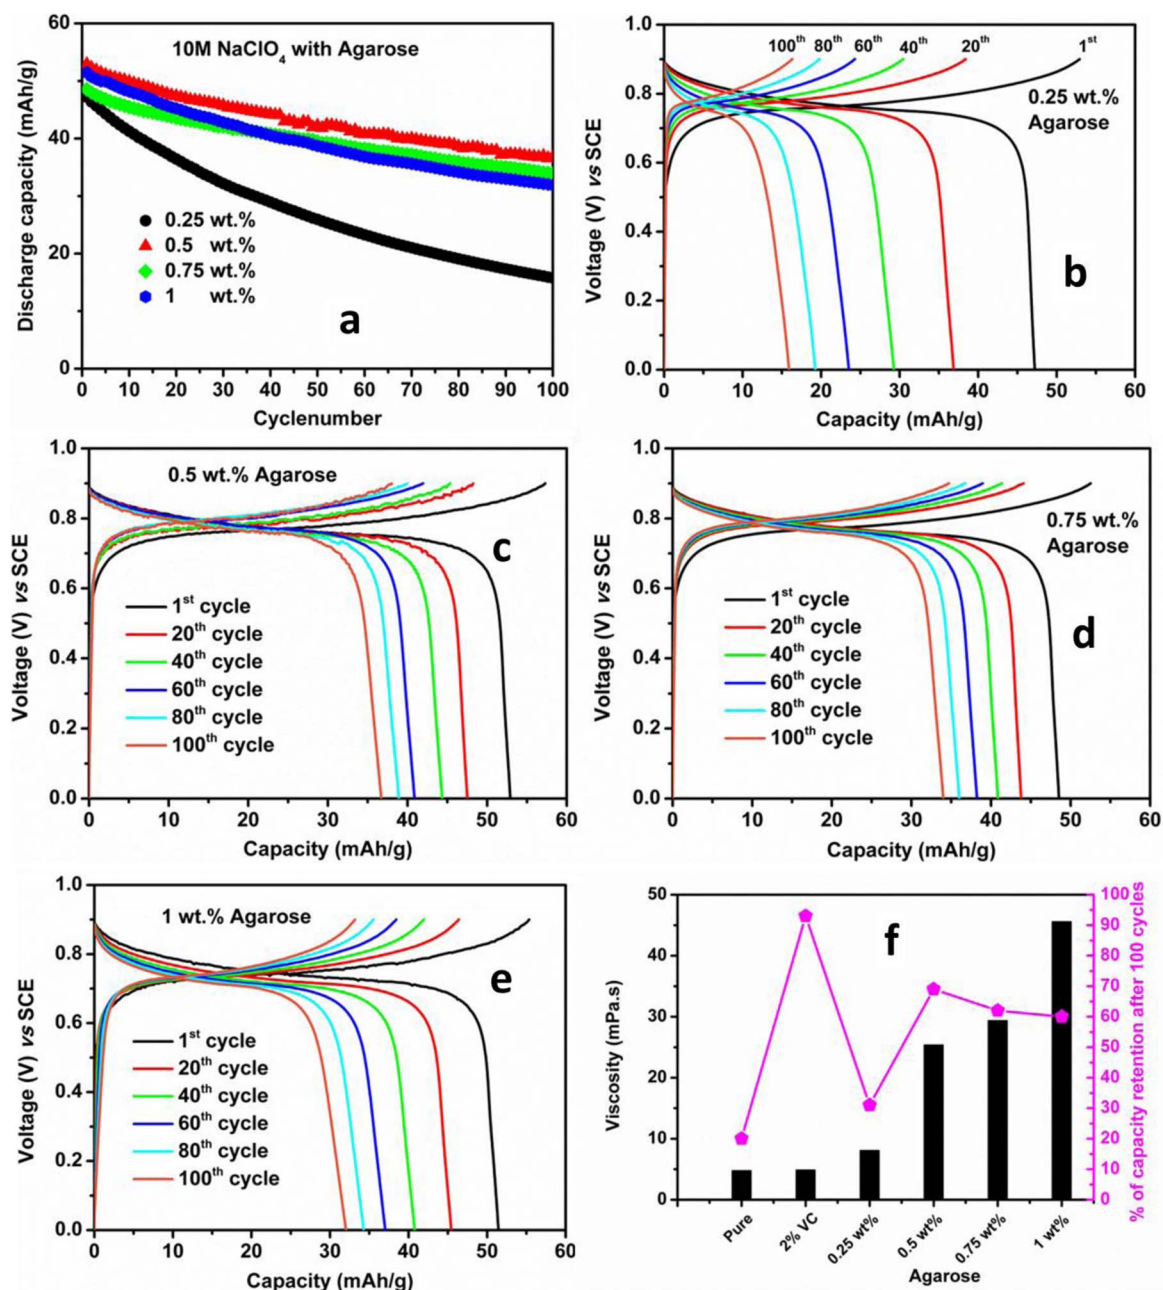 10M NaClO4 with Agarose
Discharge capacity (mAh/g)
60
40
20
0
0.25 wt.%
0.5 wt.%
0.75 wt.%
1 wt.%
a
0 10 20 30 40 50 60 70 80 90 100
Cyclenumber
Voltage (V) vs SCE
1.0
0.8
0.6
0.4
0.2
0.0
100th 80th 60th 40th 20th 1st
0.25 wt.%
Agarose
b
0 10 20 30 40 50 60
Capacity (mAh/g)
Voltage (V) vs SCE
1.0
0.8
0.6
0.4
0.2
0.0
0.5 wt.% Agarose
c
1st cycle
20th cycle
40th cycle
60th cycle
80th cycle
100th cycle
0 10 20 30 40 50 60
Capacity (mAh/g)
Voltage (V) vs SCE
1.0
0.8
0.6
0.4
0.2
0.0
0.75 wt.%
Agarose
d
1st cycle
20th cycle
40th cycle
60th cycle
80th cycle
100th cycle
0 10 20 30 40 50 60
Capacity (mAh/g)
Voltage (V) vs SCE
1.0
0.8
0.6
0.4
0.2
0.0
1 wt.% Agarose
e
1st cycle
20th cycle
40th cycle
60th cycle
80th cycle
100th cycle
0 10 20 30 40 50 60
Capacity (mAh/g)
Viscosity (mPa.s)
50
40
30
20
10
0
f
100
90
80
70
60
50
40
30
20
10
0
% of capacity retention after 100 cycles
Pure
2% VC
0.25 wt%
0.5 wt%
0.75 wt%
1 wt%
Agarose